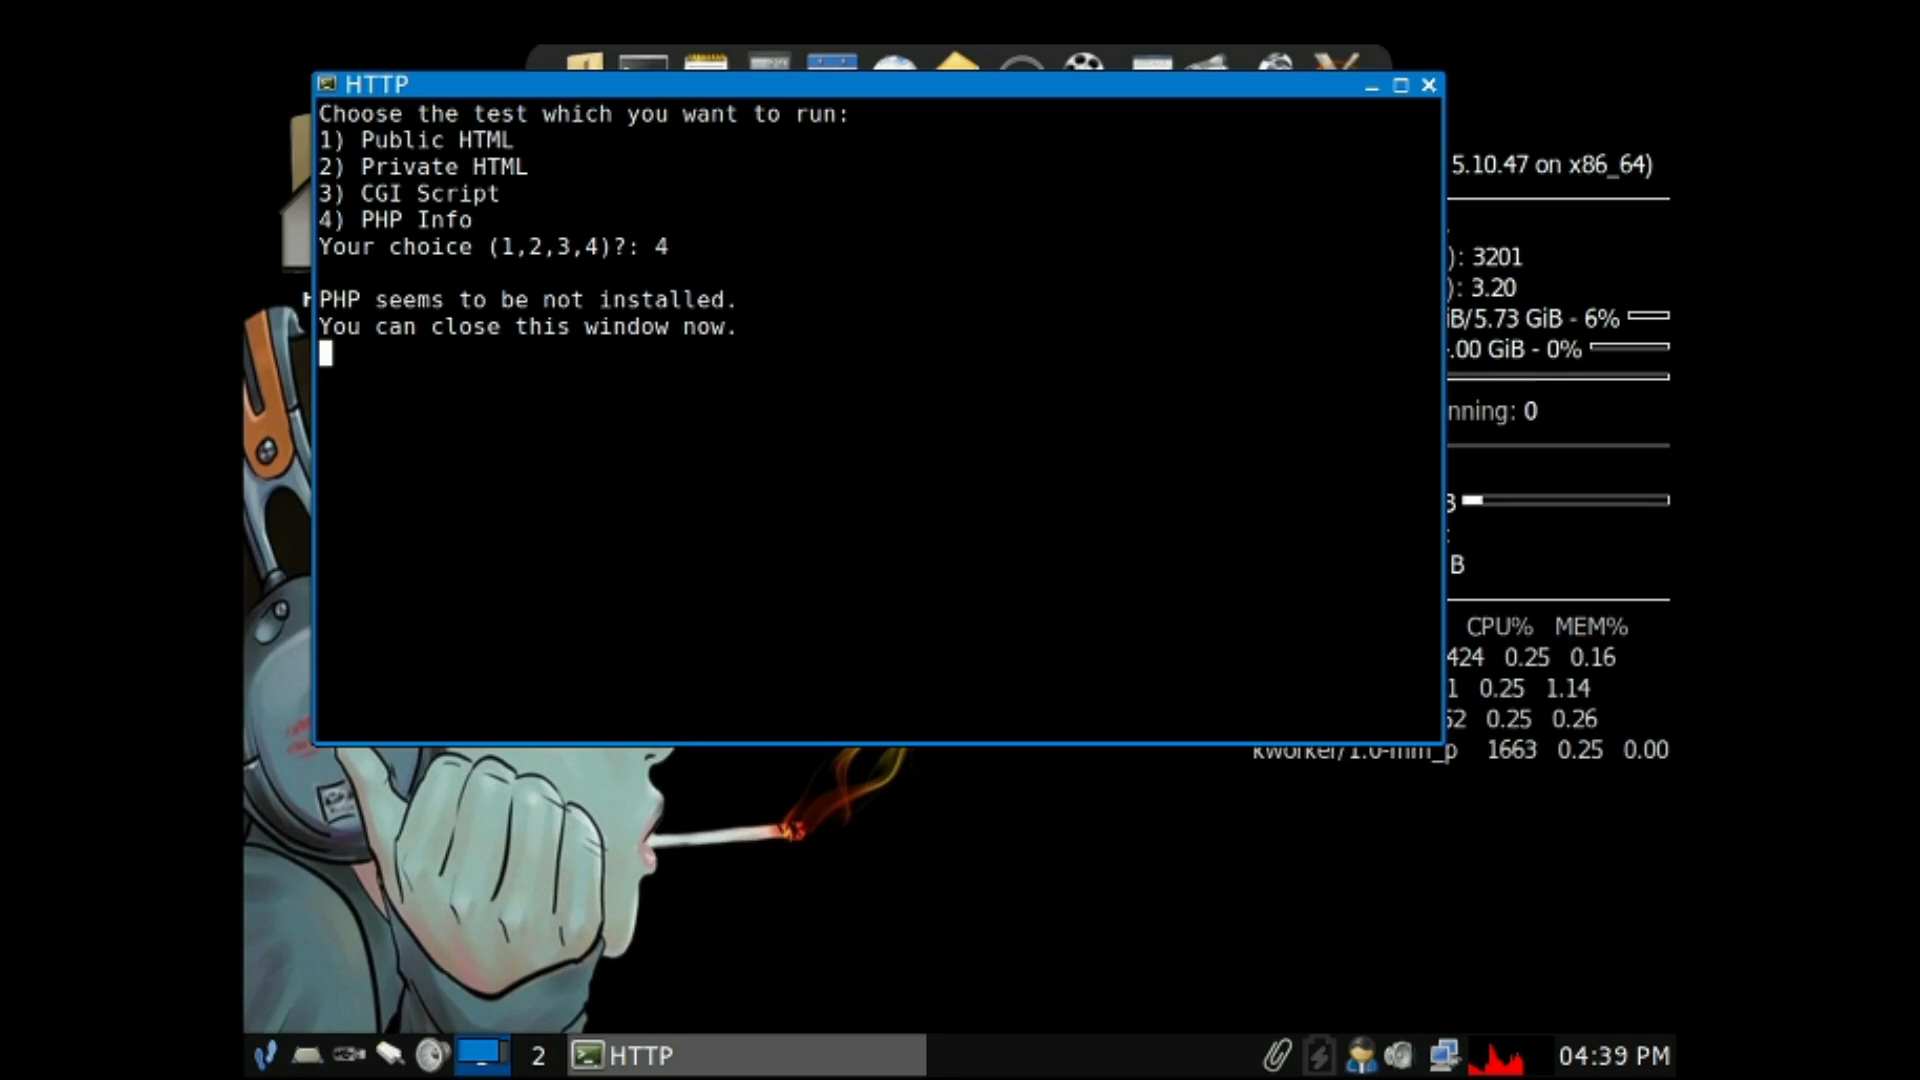 HTTP
Choose the test which you want to run:
1) Public HTML
2) Private HTML
3) CGI Script
4) PHP Info
Your choice (1,2,3,4)?: 4
PHP seems to be not installed.
You can close this window now.
5.10.47 on x86_64)
): 3201
): 3.20
iB/5.73 GiB - 6%
.00 GiB - 0%
nning: 0
B
CPU% MEM%
424 0.25 0.16
1 0.25 1.14
52 0.25 0.26
kworker/1:0-mm_p 1663 0.25 0.00
2 HTTP 04:39 PM